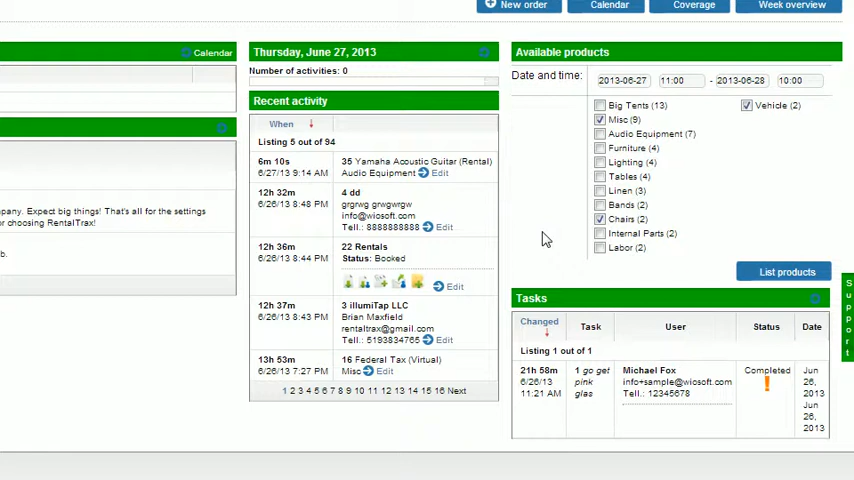 New order
Calendar
Coverage
Week overview
Calendar
pany. Expect big things! That's all for the settings
r choosing RentalTrax!
b.
Thursday, June 27, 2013
Number of activities: 0
Recent activity
When
Listing 5 out of 94
6m 10s
6/27/13 9:14 AM
35 Yamaha Acoustic Guitar (Rental)
Audio Equipment Edit
12h 32m
6/26/13 8:48 PM
4 dd
grgrwg grwgwrgw
info@wiosoft.com
Tell.: 8888888888 Edit
12h 36m
6/26/13 8:44 PM
22 Rentals
Status: Booked
Edit
12h 37m
6/26/13 8:43 PM
3 illumiTap LLC
Brian Maxfield
rentaltrax@gmail.com
Tell.: 5193834765 Edit
13h 53m
6/26/13 7:27 PM
16 Federal Tax (Virtual)
Misc Edit
1 2 3 4 5 6 7 8 9 10 11 12 13 14 15 16 Next
Available products
Date and time:
2013-06-27 11:00 - 2013-06-28 10:00
Big Tents (13)
Misc (9)
Audio Equipment (7)
Furniture (4)
Lighting (4)
Tables (4)
Linen (3)
Bands (2)
Chairs (2)
Internal Parts (2)
Labor (2)
Vehicle (2)
List products
Tasks
Changed Task User Status Date
Listing 1 out of 1
21h 58m
6/26/13
11:21 AM
1 go get
pink
glas
Michael Fox
info+sample@wiosoft.com
Tell.: 12345678
Completed
Jun
26,
2013
Jun
26,
2013
Support